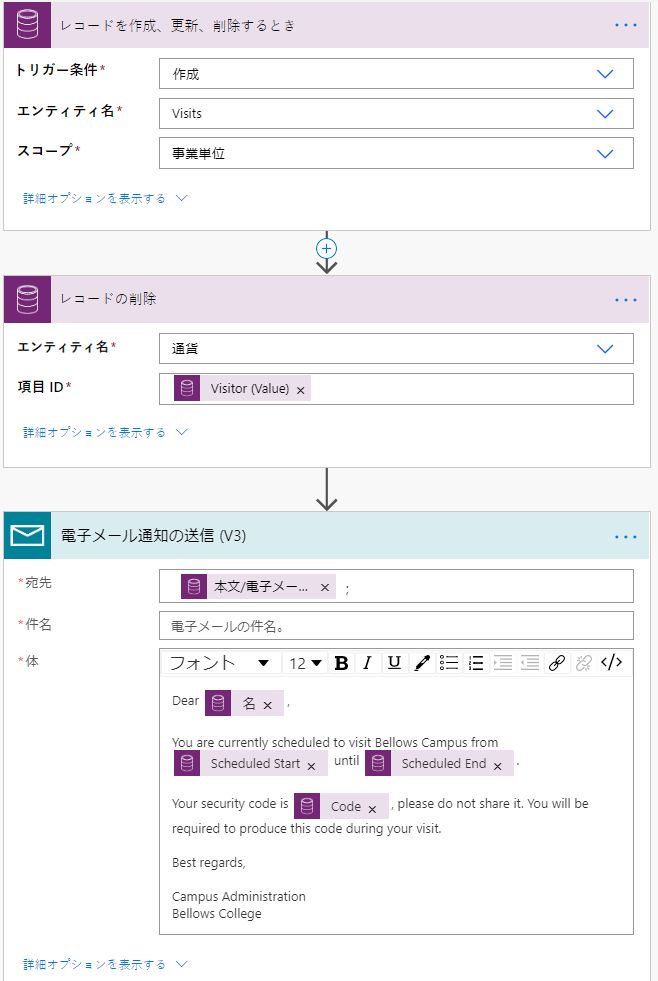 レコードを作成、更新、削除するとき
トリガー条件*
作成
エンティティ名*
Visits
スコープ*
事業単位
詳細オプションを表示する
レコードの削除
エンティティ名*
通貨
項目 ID*
Visitor (Value) ×
詳細オプションを表示する
電子メール通知の送信 (V3)
*宛先
本文/電子メー... × ;
*件名
電子メールの件名。
*体
フォント 12 B I U </>
Dear 名 × ,
You are currently scheduled to visit Bellows Campus from
Scheduled Start × until Scheduled End × .
Your security code is Code × , please do not share it. You will be
required to produce this code during your visit.
Best regards,
Campus Administration
Bellows College
詳細オプションを表示する